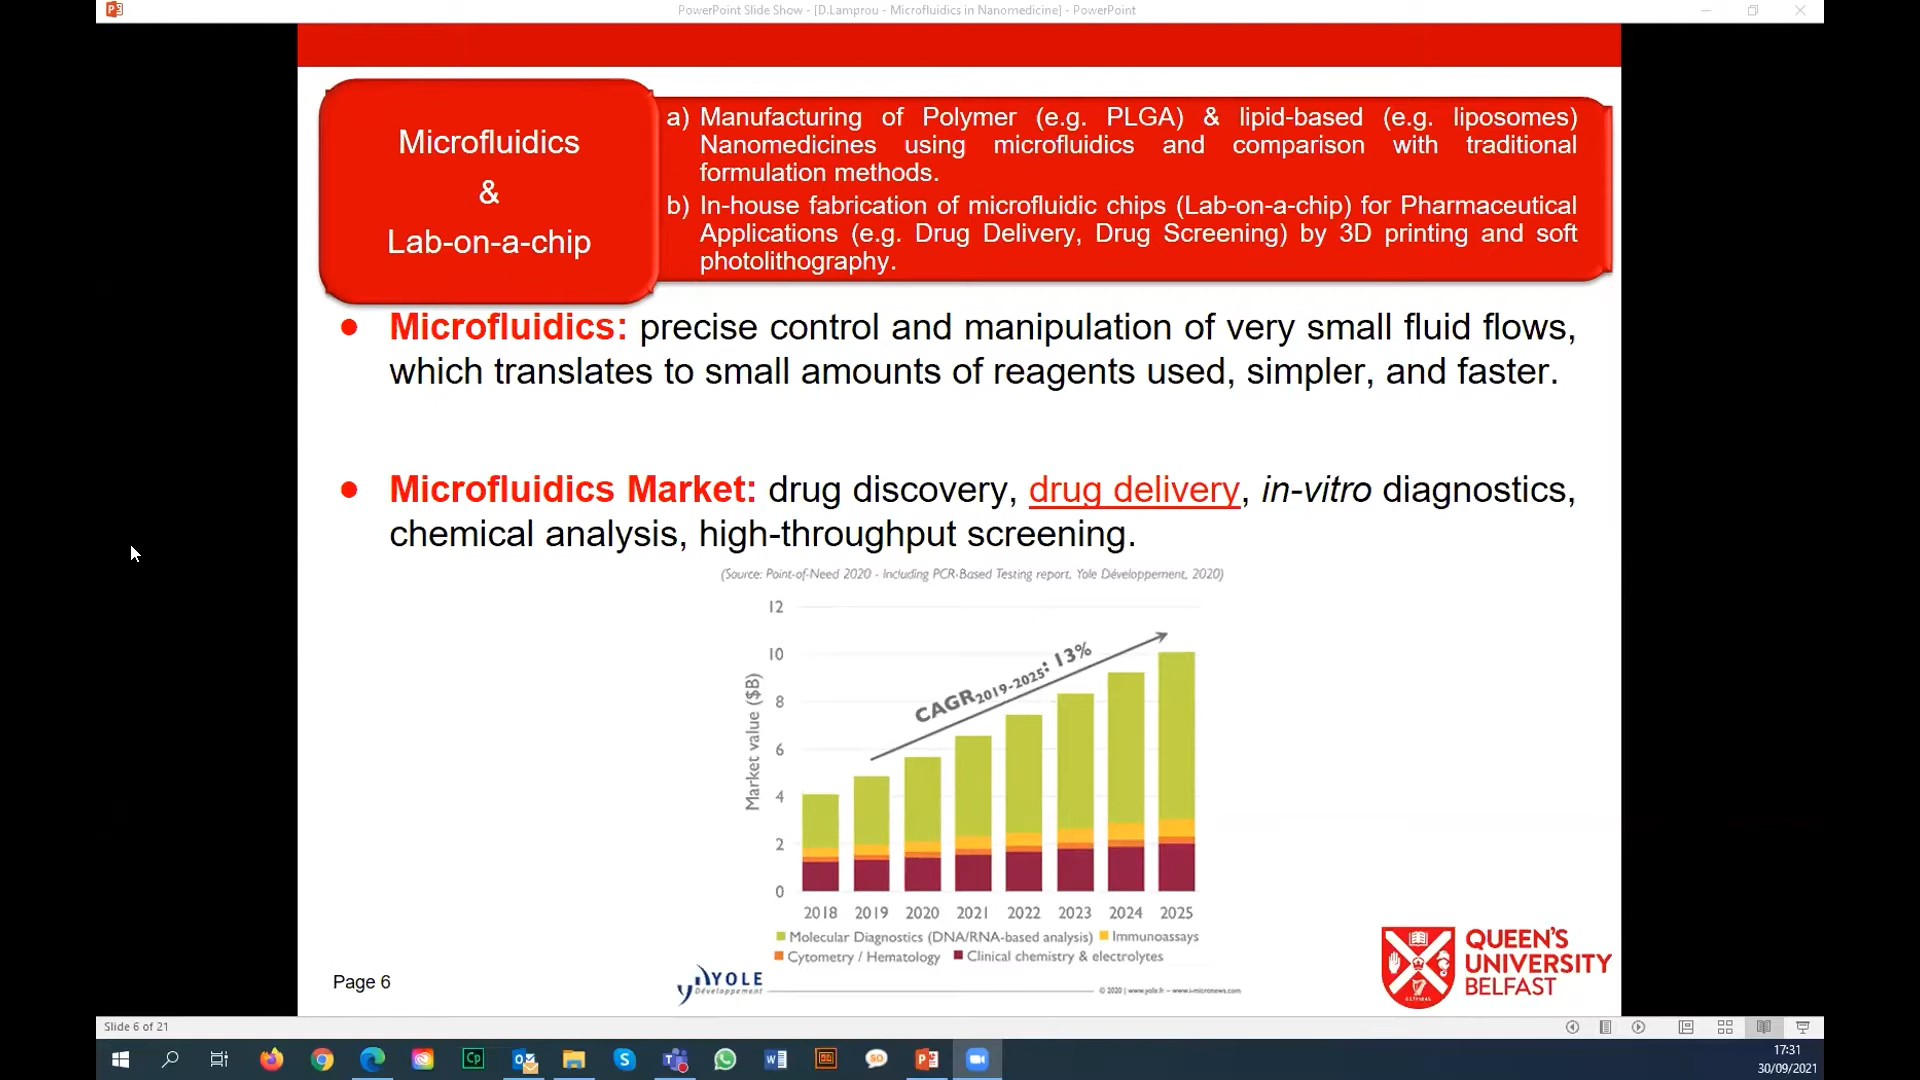 PowerPoint Slide Show - [D.Lamprou - Microfluidics in Nanomedicine] - PowerPoint
Microfluidics
&
Lab-on-a-chip
a) Manufacturing of Polymer (e.g. PLGA) & lipid-based (e.g. liposomes)
Nanomedicines using microfluidics and comparison with traditional
formulation methods.
b) In-house fabrication of microfluidic chips (Lab-on-a-chip) for Pharmaceutical
Applications (e.g. Drug Delivery, Drug Screening) by 3D printing and soft
photolithography.
● Microfluidics: precise control and manipulation of very small fluid flows,
which translates to small amounts of reagents used, simpler, and faster.
● Microfluidics Market: drug discovery, drug delivery, in-vitro diagnostics,
chemical analysis, high-throughput screening.
(Source: Point-of-Need 2020 - Including PCR-Based Testing report, Yole Développement, 2020)
12
10
8
6
4
2
0
Market value ($B)
CAGR2019-2025: 13%
2018 2019 2020 2021 2022 2023 2024 2025
Molecular Diagnostics (DNA/RNA-based analysis) Immunoassays
Cytometry / Hematology Clinical chemistry & electrolytes
YOLE
Développement
© 2020 | www.yole.fr - www.i-micronews.com
QUEEN'S
UNIVERSITY
BELFAST
Page 6
Slide 6 of 21
17:31
30/09/2021